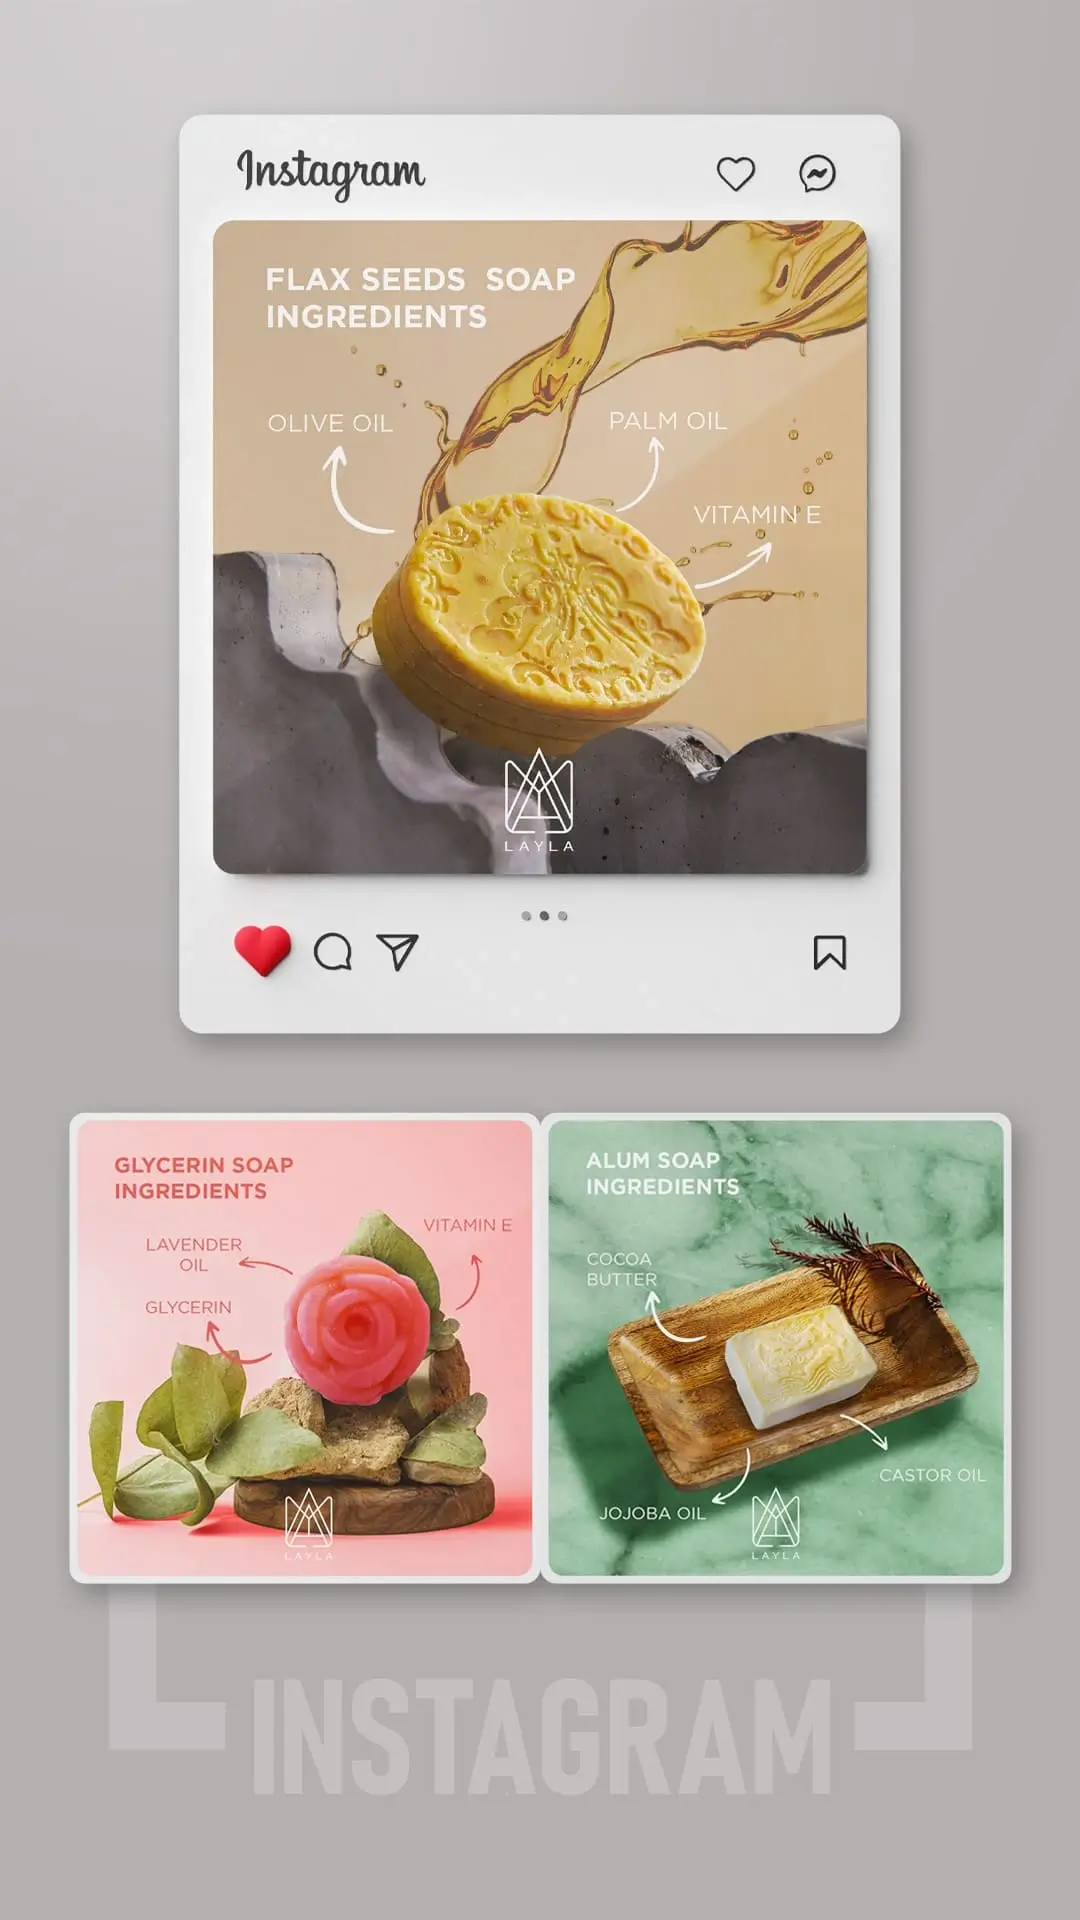 Instagram
FLAX SEEDS SOAP
INGREDIENTS
OLIVE OIL
PALM OIL
VITAMIN E
LAYLA
GLYCERIN SOAP
INGREDIENTS
LAVENDER
OIL
VITAMIN E
GLYCERIN
LAYLA
ALUM SOAP
INGREDIENTS
COCOA
BUTTER
CASTOR OIL
JOJOBA OIL
LAYLA
INSTAGRAM